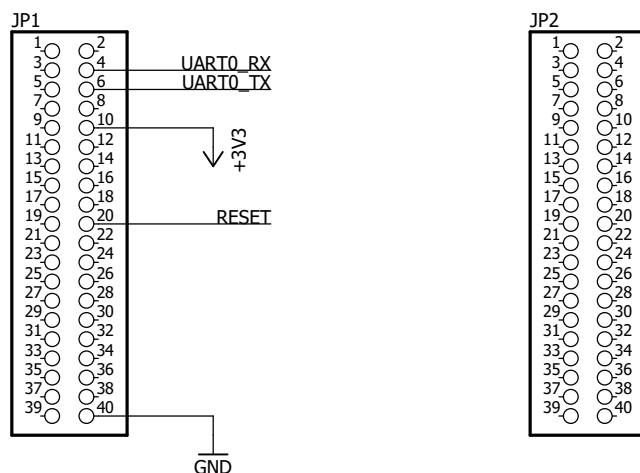 JP1 JP2
1 2 1 2
3 4 UART0_RX 3 4
5 6 UART0_TX 5 6
7 8 7 8
9 10 9 10
11 12 11 12
+3V3
13 14 13 14
15 16 15 16
17 18 17 18
19 20 RESET 19 20
21 22 21 22
23 24 23 24
25 26 25 26
27 28 27 28
29 30 29 30
31 32 31 32
33 34 33 34
35 36 35 36
37 38 37 38
39 40 39 40
GND